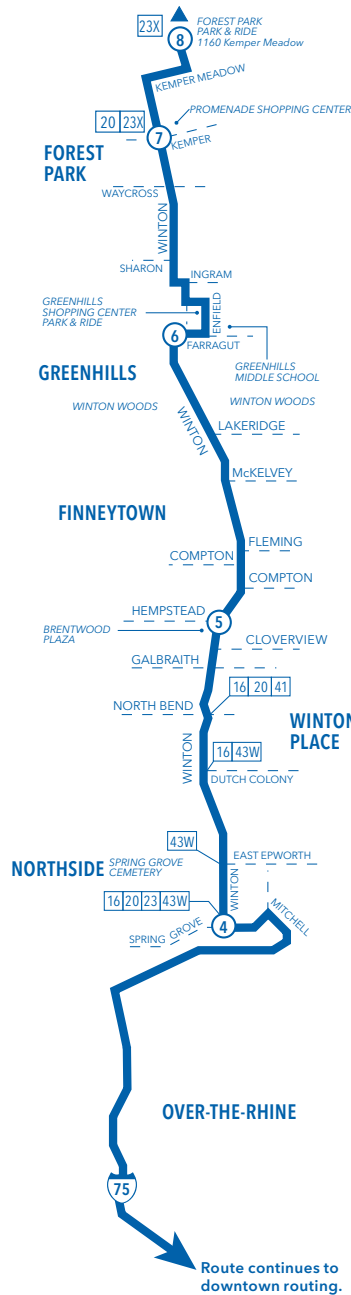 FOREST PARK
PARK & RIDE
1160 Kemper Meadow
23X
8
KEMPER MEADOW
PROMENADE SHOPPING CENTER
20 23X
7
KEMPER
FOREST
PARK
WAYCROSS
WINTON
SHARON
INGRAM
GREENHILLS
SHOPPING CENTER
PARK & RIDE
ENFIELD
6
FARRAGUT
GREENHILLS
MIDDLE SCHOOL
GREENHILLS
WINTON WOODS
WINTON
WINTON WOODS
LAKERIDGE
McKELVEY
FINNEYTOWN
FLEMING
COMPTON
COMPTON
HEMPSTEAD
5
BRENTWOOD
PLAZA
CLOVERVIEW
GALBRAITH
16 20 41
NORTH BEND
WINTON
PLACE
WINTON
16 43W
DUTCH COLONY
43W
EAST EPWORTH
NORTHSIDE
SPRING GROVE
CEMETERY
WINTON
16 20 23 43W
MITCHELL
4
SPRING GROVE
OVER-THE-RHINE
75
Route continues to
downtown routing.